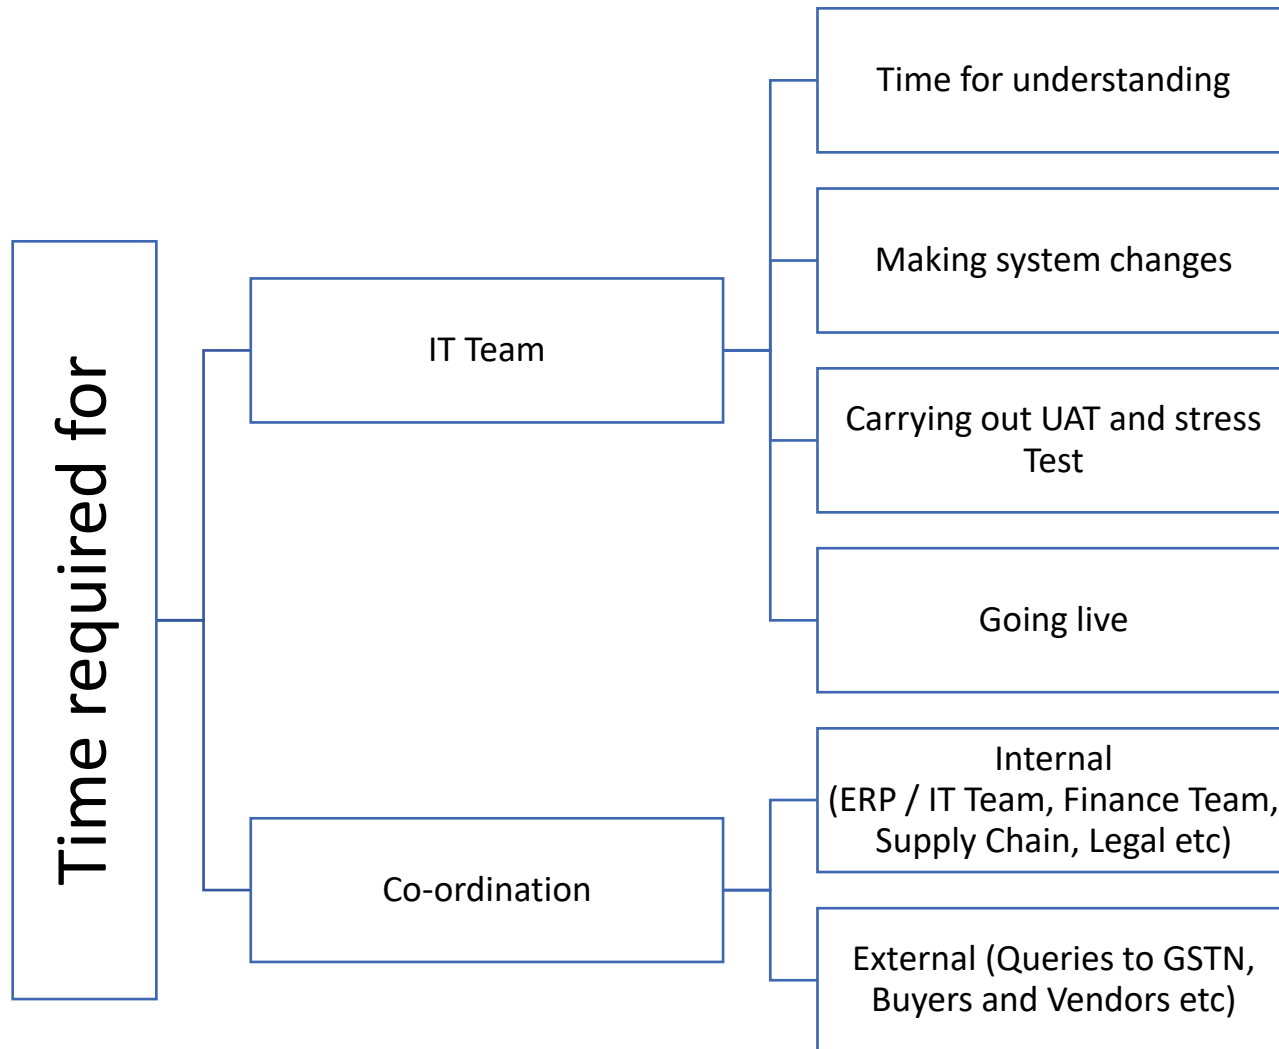 Time required for
IT Team
Time for understanding
Making system changes
Carrying out UAT and stress
Test
Going live
Co-ordination
Internal
(ERP / IT Team, Finance Team,
Supply Chain, Legal etc)
External (Queries to GSTN,
Buyers and Vendors etc)